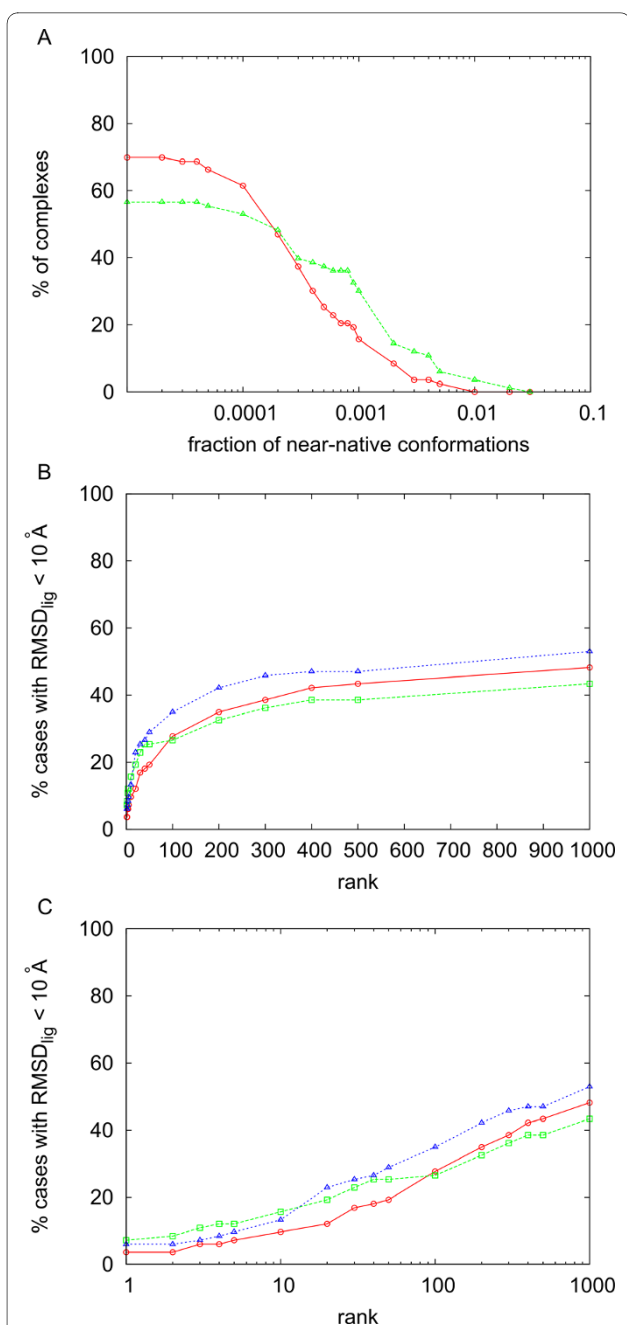 A
100
80
60
40
20
0
% of complexes
0.0001 0.001 0.01 0.1
fraction of near-native conformations
B
100
80
60
40
20
0
% cases with RMSDlig < 10 Å
0 100 200 300 400 500 600 700 800 900 1000
rank
C
100
80
60
40
20
0
% cases with RMSDlig < 10 Å
1 10 100 1000
rank